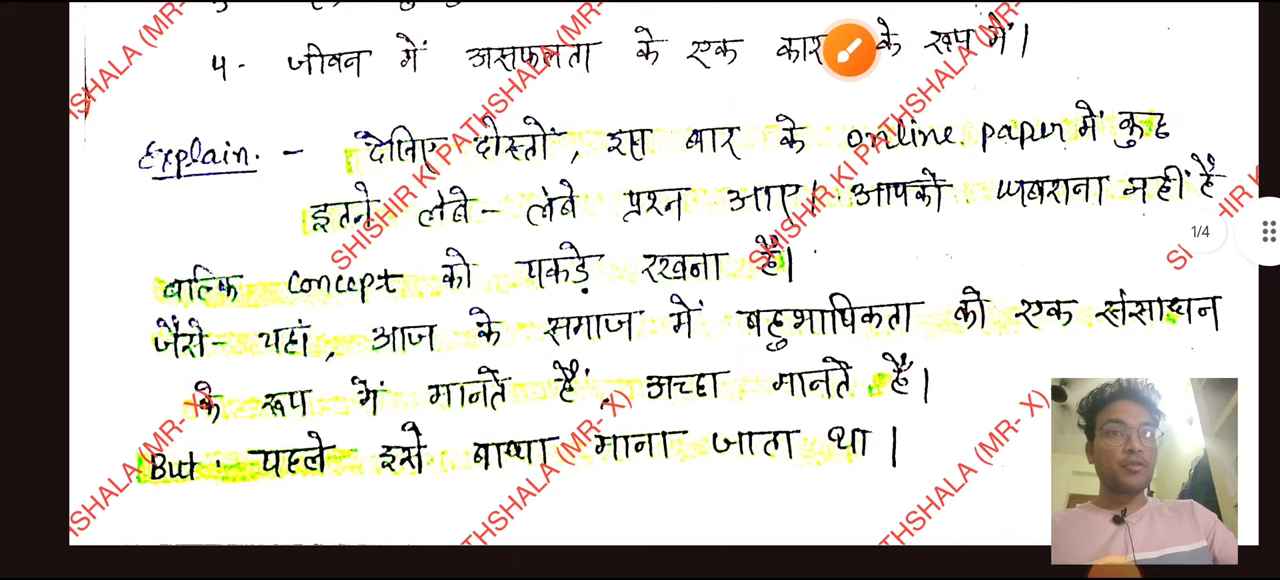 4. जीवन में असफलता के एक कार के रूप में।
Explain. - देखिए दोस्तों, इस बार के online paper में कुछ
इतने लंबे - लंबे प्रश्न आए। आपको घबराना नहीं है
बल्कि concept को पकड़े रखना है।
जैसे - यहां, आज के समाज में बहुभाषिकता को एक संसाधन
के रूप में मानते हैं, अच्छा मानते हैं।
But. पहले इसे बाधा माना जाता था।
1/4
SHISHIR KI PATHSHALA (MR- X)